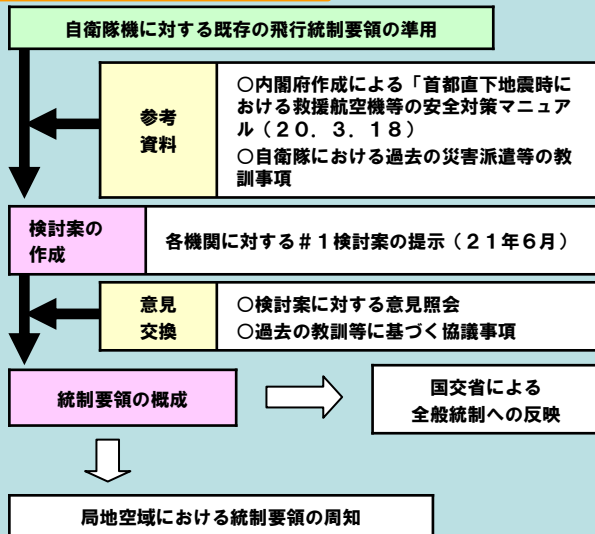 自衛隊機に対する既存の飛行統制要領の準用
参考
資料
○内閣府作成による「首都直下地震時に
おける救援航空機等の安全対策マニュア
ル（２０．３．１８）
○自衛隊における過去の災害派遣等の教
訓事項
検討案の
作成
各機関に対する＃１検討案の提示（２１年６月）
意見
交換
○検討案に対する意見照会
○過去の教訓等に基づく協議事項
統制要領の概成
国交省による
全般統制への反映
局地空域における統制要領の周知